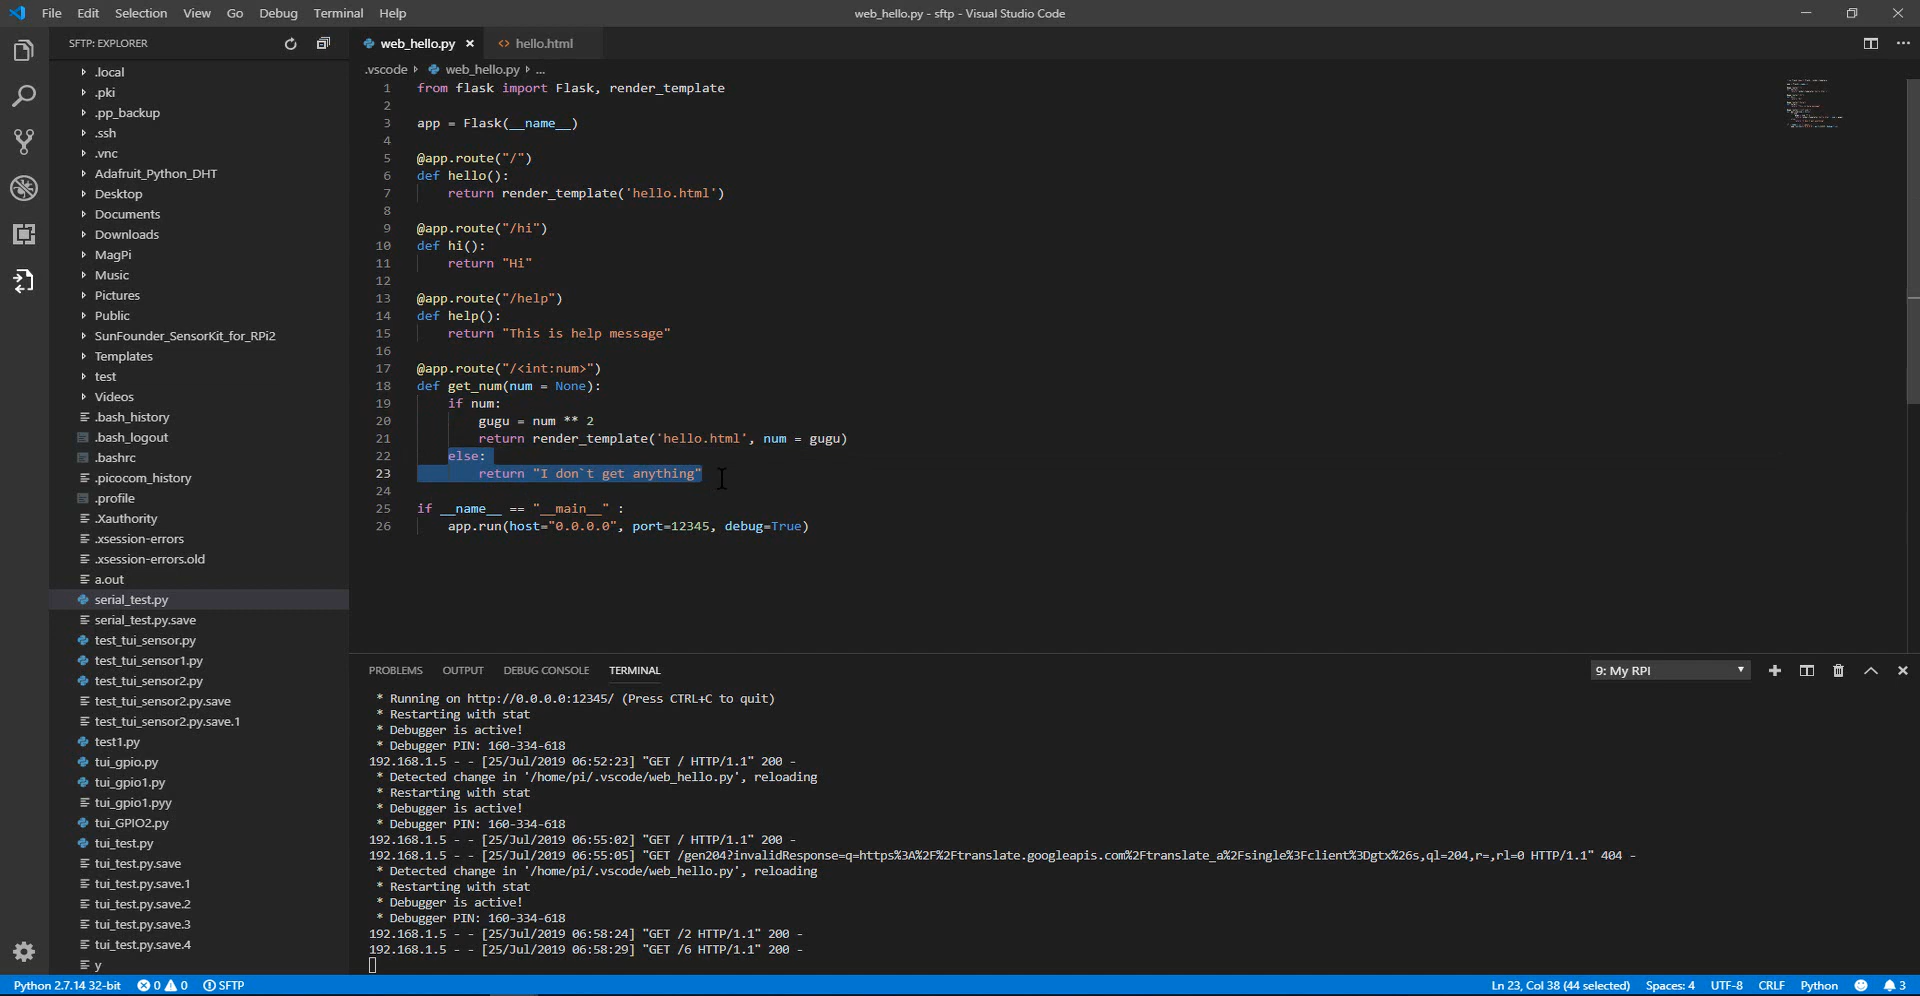 File Edit Selection View Go Debug Terminal Help
web_hello.py - sftp - Visual Studio Code
SFTP: EXPLORER
.local
.pki
.pp_backup
.ssh
.vnc
Adafruit_Python_DHT
Desktop
Documents
Downloads
MagPi
Music
Pictures
Public
SunFounder_SensorKit_for_RPi2
Templates
test
Videos
.bash_history
.bash_logout
.bashrc
.picocom_history
.profile
.Xauthority
.xsession-errors
.xsession-errors.old
a.out
serial_test.py
serial_test.py.save
test_tui_sensor.py
test_tui_sensor1.py
test_tui_sensor2.py
test_tui_sensor2.py.save
test_tui_sensor2.py.save.1
test1.py
tui_gpio.py
tui_gpio1.py
tui_gpio1.pyy
tui_GPIO2.py
tui_test.py
tui_test.py.save
tui_test.py.save.1
tui_test.py.save.2
tui_test.py.save.3
tui_test.py.save.4
y
web_hello.py × <> hello.html
.vscode › web_hello.py › ...
1 from flask import Flask, render_template
2
3 app = Flask(__name__)
4
5 @app.route("/")
6 def hello():
7 return render_template('hello.html')
8
9 @app.route("/hi")
10 def hi():
11 return "Hi"
12
13 @app.route("/help")
14 def help():
15 return "This is help message"
16
17 @app.route("/<int:num>")
18 def get_num(num = None):
19 if num:
20 gugu = num ** 2
21 return render_template('hello.html', num = gugu)
22 else:
23 return "I don`t get anything"
24
25 if __name__ == "__main__" :
26 app.run(host="0.0.0.0", port=12345, debug=True)
PROBLEMS OUTPUT DEBUG CONSOLE TERMINAL
9: My RPI
* Running on http://0.0.0.0:12345/ (Press CTRL+C to quit)
* Restarting with stat
* Debugger is active!
* Debugger PIN: 160-334-618
192.168.1.5 - - [25/Jul/2019 06:52:23] "GET / HTTP/1.1" 200 -
* Detected change in '/home/pi/.vscode/web_hello.py', reloading
* Restarting with stat
* Debugger is active!
* Debugger PIN: 160-334-618
192.168.1.5 - - [25/Jul/2019 06:55:02] "GET / HTTP/1.1" 200 -
192.168.1.5 - - [25/Jul/2019 06:55:05] "GET /gen204?invalidResponse=q=https%3A%2F%2Ftranslate.googleapis.com%2Ftranslate_a%2Fsingle%3Fclient%3Dgtx%26s,ql=204,r=,rl=0 HTTP/1.1" 404 -
* Detected change in '/home/pi/.vscode/web_hello.py', reloading
* Restarting with stat
* Debugger is active!
* Debugger PIN: 160-334-618
192.168.1.5 - - [25/Jul/2019 06:58:24] "GET /2 HTTP/1.1" 200 -
192.168.1.5 - - [25/Jul/2019 06:58:29] "GET /6 HTTP/1.1" 200 -
Python 2.7.14 32-bit 0 0 SFTP
Ln 23, Col 38 (44 selected) Spaces: 4 UTF-8 CRLF Python 3